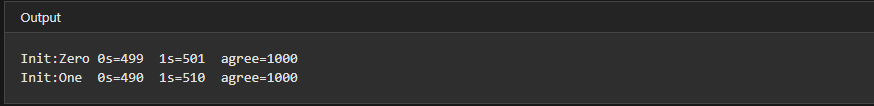 Output
Init:Zero 0s=499  1s=501  agree=1000
Init:One  0s=490  1s=510  agree=1000